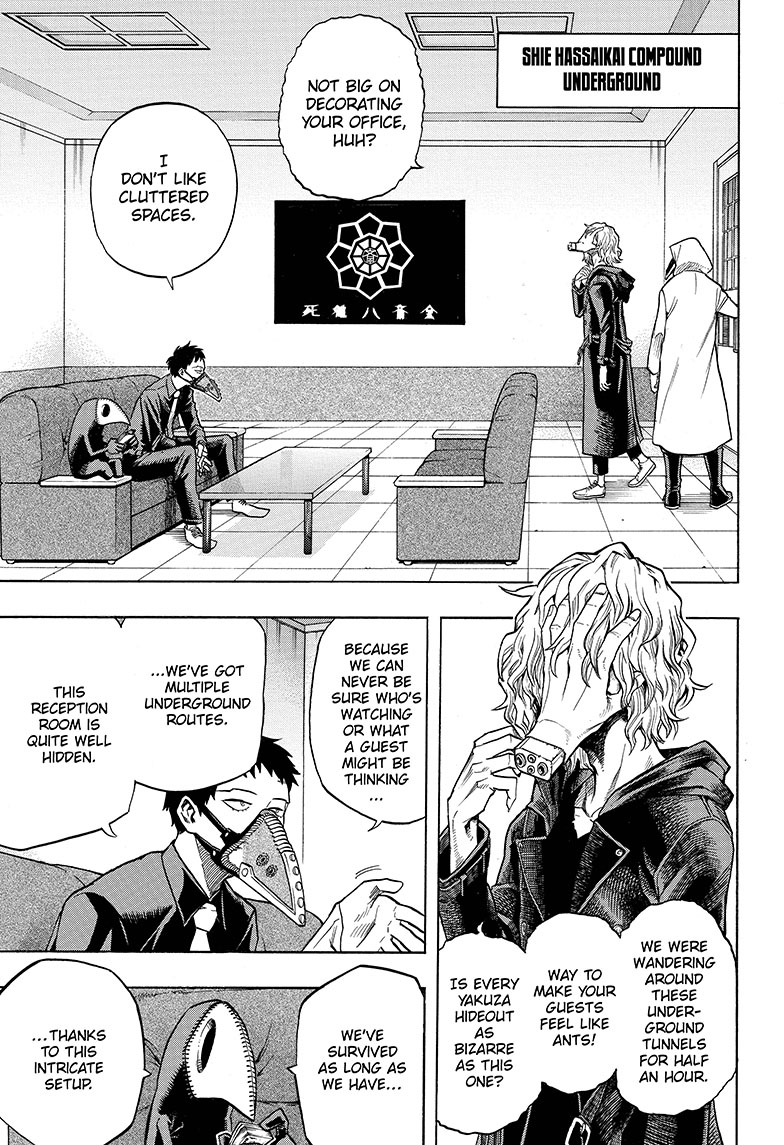 SHIE HASSAIKAI COMPOUND
UNDERGROUND
NOT BIG ON
DECORATING
YOUR OFFICE,
HUH?
I
DON'T LIKE
CLUTTERED
SPACES.
死穢八斎會
WE WERE
WANDERING
AROUND
THESE
UNDER-
GROUND
TUNNELS
FOR HALF
AN HOUR.
WAY TO
MAKE YOUR
GUESTS
FEEL LIKE
ANTS!
IS EVERY
YAKUZA
HIDEOUT
AS
BIZARRE
AS THIS
ONE?
BECAUSE
WE CAN
NEVER BE
SURE WHO'S
WATCHING
OR WHAT
A GUEST
MIGHT BE
THINKING
...
...WE'VE GOT
MULTIPLE
UNDERGROUND
ROUTES.
THIS
RECEPTION
ROOM IS
QUITE WELL
HIDDEN.
WE'VE
SURVIVED
AS LONG AS
WE HAVE...
...THANKS
TO THIS
INTRICATE
SETUP.